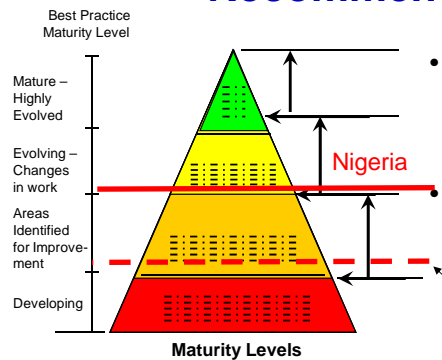 Best Practice
Maturity Level
Mature –
Highly
Evolved
Evolving –
Changes
in work
Nigeria
Areas
Identified
for Improve-
ment
Developing
Maturity Levels